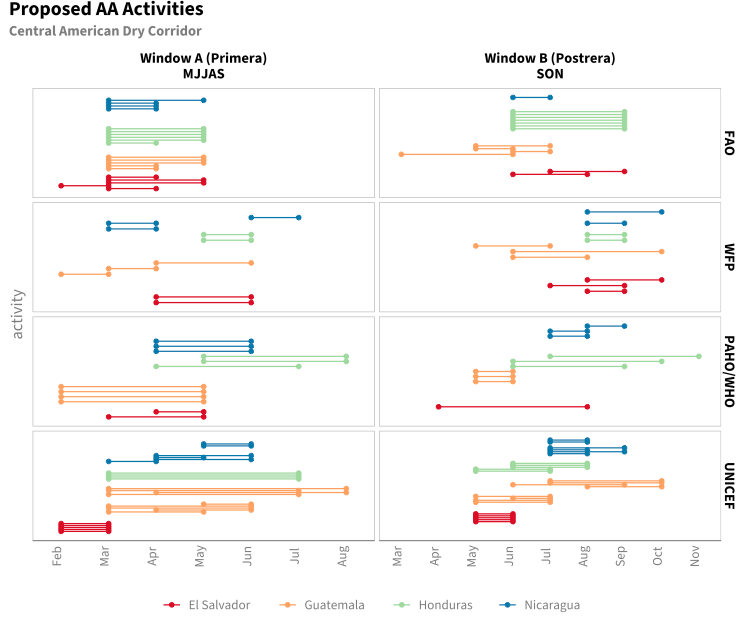 Proposed AA Activities
Central American Dry Corridor
Window A (Primera)
MJJAS
Window B (Postrera)
SON
FAO
WFP
PAHO/WHO
UNICEF
activity
Feb
Mar
Apr
May
Jun
Jul
Aug
Mar
Apr
May
Jun
Jul
Aug
Sep
Oct
Nov
El Salvador
Guatemala
Honduras
Nicaragua